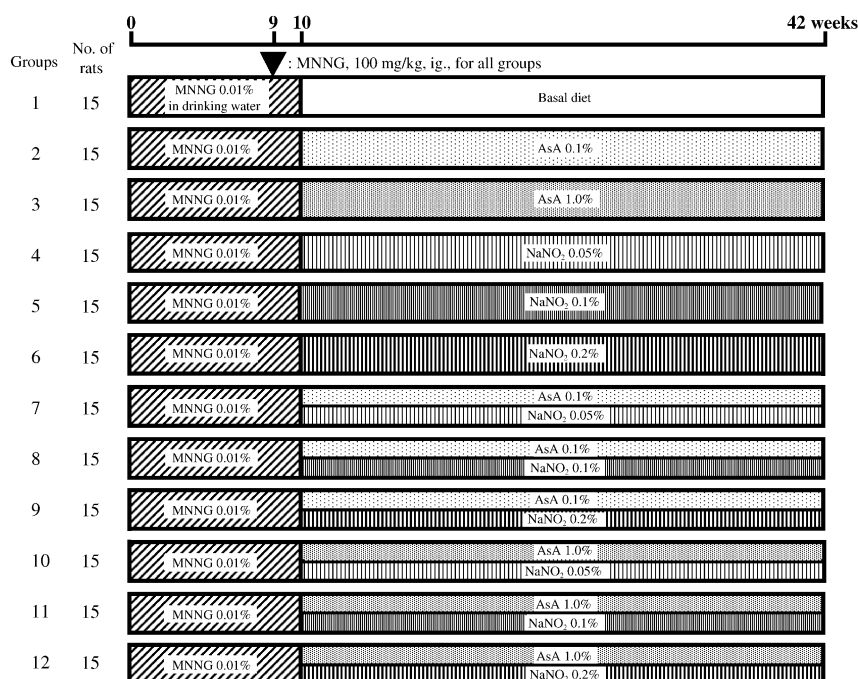 0 9 10 42 weeks
Groups No. of rats
: MNNG, 100 mg/kg, ig., for all groups
1 15 MNNG 0.01% in drinking water Basal diet
2 15 MNNG 0.01% AsA 0.1%
3 15 MNNG 0.01% AsA 1.0%
4 15 MNNG 0.01% NaNO₂ 0.05%
5 15 MNNG 0.01% NaNO₂ 0.1%
6 15 MNNG 0.01% NaNO₂ 0.2%
7 15 MNNG 0.01% AsA 0.1%
NaNO₂ 0.05%
8 15 MNNG 0.01% AsA 0.1%
NaNO₂ 0.1%
9 15 MNNG 0.01% AsA 0.1%
NaNO₂ 0.2%
10 15 MNNG 0.01% AsA 1.0%
NaNO₂ 0.05%
11 15 MNNG 0.01% AsA 1.0%
NaNO₂ 0.1%
12 15 MNNG 0.01% AsA 1.0%
NaNO₂ 0.2%